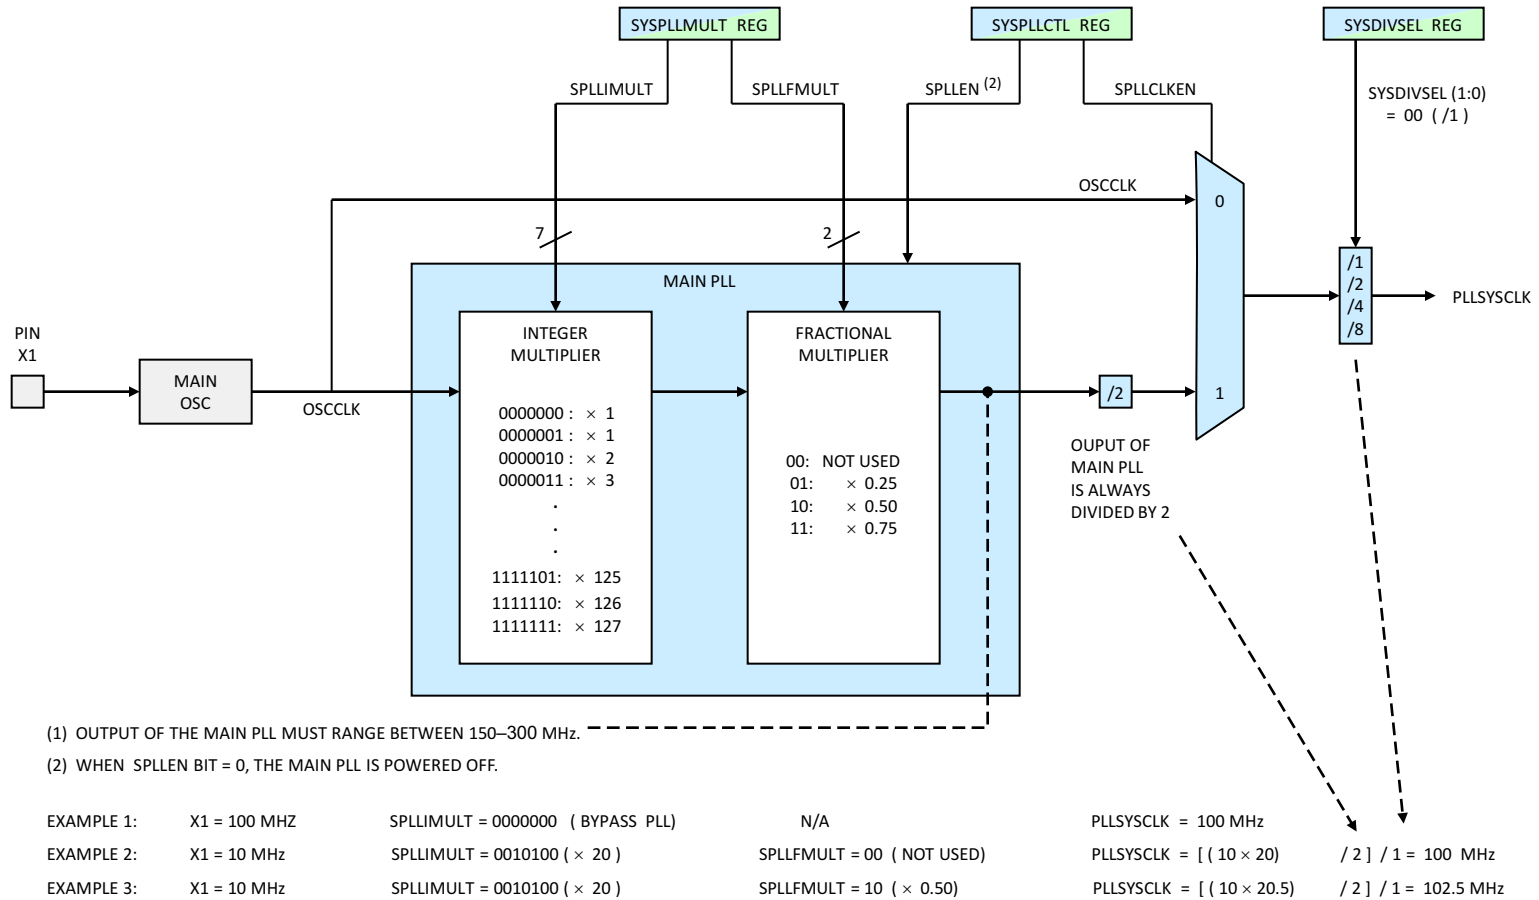 SYSPLLMULT REG
SYSPLLCTL REG
SYSDIVSEL REG
SPLLIMULT
SPLLFMULT
SPLLEN (2)
SPLLCLKEN
SYSDIVSEL (1:0)
= 00 ( /1 )
OSCCLK
0
7
2
MAIN PLL
/1
/2
/4
/8
PLLSYSCLK
PIN
X1
MAIN
OSC
OSCCLK
INTEGER
MULTIPLIER
0000000 : × 1
0000001 : × 1
0000010 : × 2
0000011 : × 3
.
.
.
1111101: × 125
1111110: × 126
1111111: × 127
FRACTIONAL
MULTIPLIER
00: NOT USED
01: × 0.25
10: × 0.50
11: × 0.75
/2
1
OUPUT OF
MAIN PLL
IS ALWAYS
DIVIDED BY 2
(1) OUTPUT OF THE MAIN PLL MUST RANGE BETWEEN 150–300 MHz.
(2) WHEN SPLLEN BIT = 0, THE MAIN PLL IS POWERED OFF.
EXAMPLE 1: X1 = 100 MHZ SPLLIMULT = 0000000 ( BYPASS PLL) N/A PLLSYSCLK = 100 MHz
EXAMPLE 2: X1 = 10 MHz SPLLIMULT = 0010100 ( × 20 ) SPLLFMULT = 00 ( NOT USED) PLLSYSCLK = [ ( 10 × 20) / 2 ] / 1 = 100 MHz
EXAMPLE 3: X1 = 10 MHz SPLLIMULT = 0010100 ( × 20 ) SPLLFMULT = 10 ( × 0.50) PLLSYSCLK = [ ( 10 × 20.5) / 2 ] / 1 = 102.5 MHz